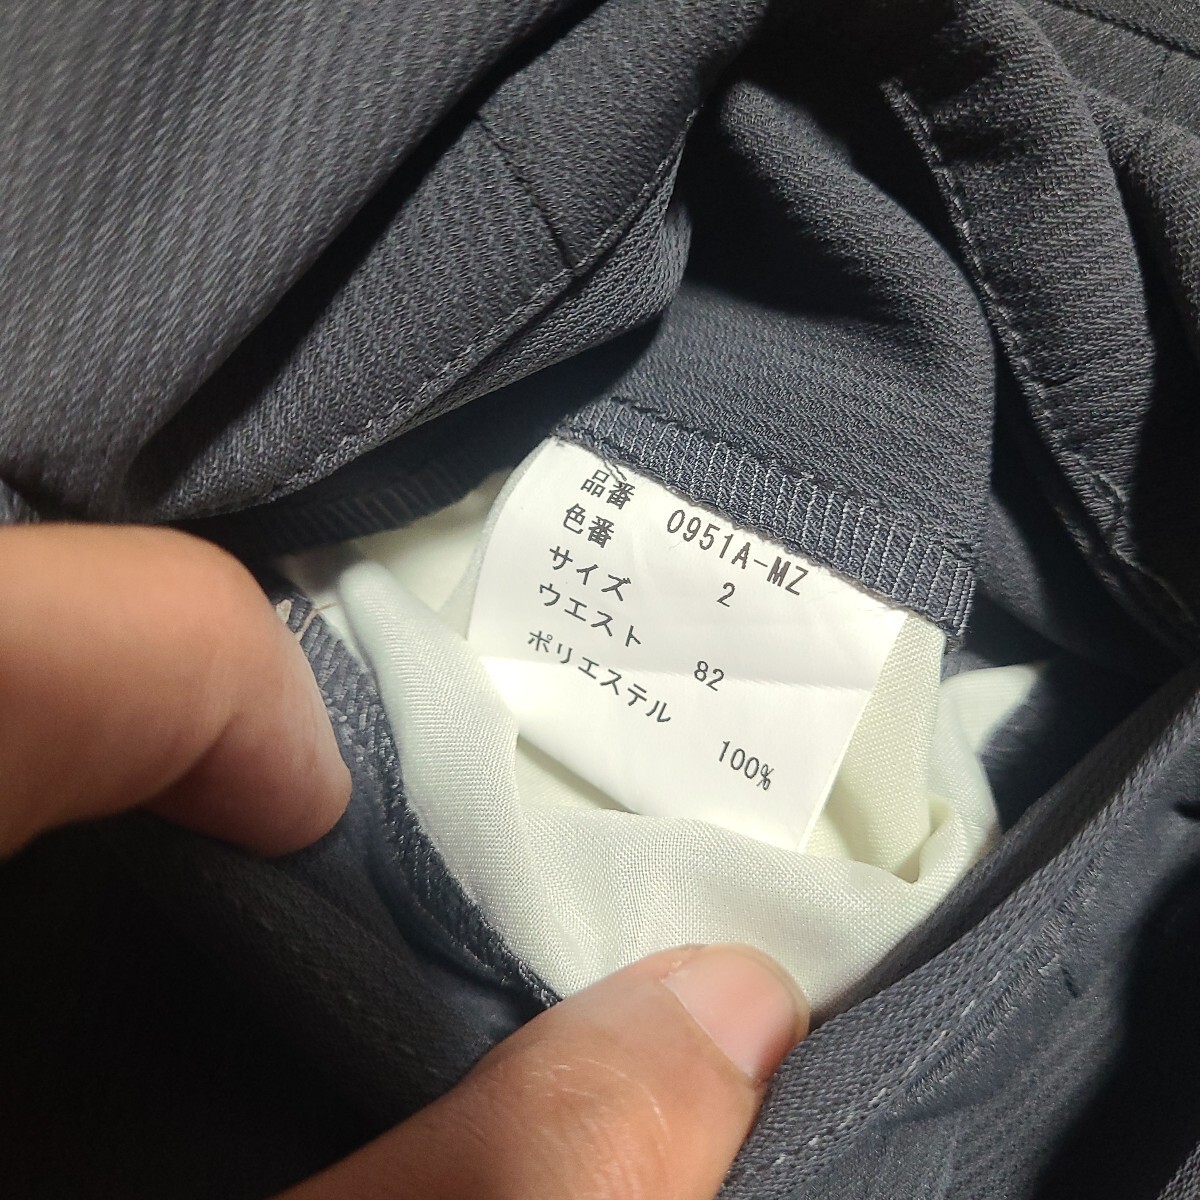 品番 0951A-MZ
色番 2
サイズ
ウエスト 82
ポリエステル
100%